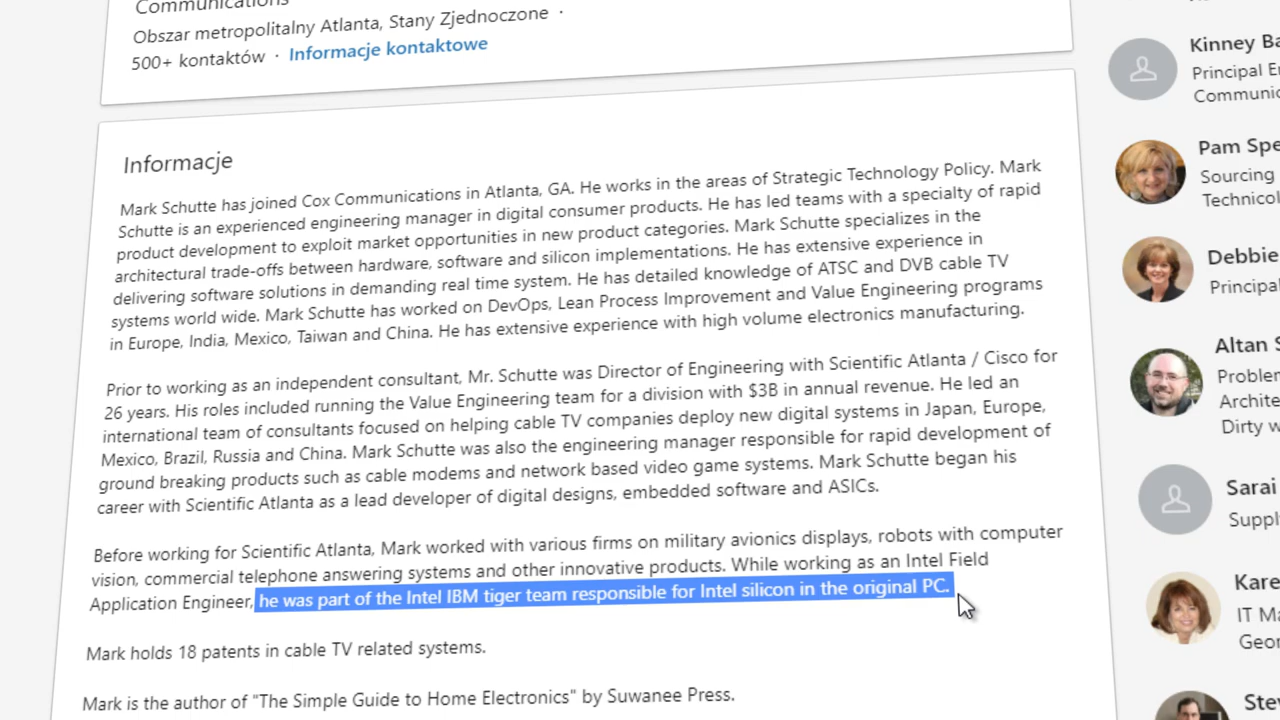 Communications
Obszar metropolitalny Atlanta, Stany Zjednoczone ·
500+ kontaktów · Informacje kontaktowe
Informacje
Mark Schutte has joined Cox Communications in Atlanta, GA. He works in the areas of Strategic Technology Policy. Mark
Schutte is an experienced engineering manager in digital consumer products. He has led teams with a specialty of rapid
product development to exploit market opportunities in new product categories. Mark Schutte specializes in the
architectural trade-offs between hardware, software and silicon implementations. He has extensive experience in
delivering software solutions in demanding real time system. He has detailed knowledge of ATSC and DVB cable TV
systems world wide. Mark Schutte has worked on DevOps, Lean Process Improvement and Value Engineering programs
in Europe, India, Mexico, Taiwan and China. He has extensive experience with high volume electronics manufacturing.
Prior to working as an independent consultant, Mr. Schutte was Director of Engineering with Scientific Atlanta / Cisco for
26 years. His roles included running the Value Engineering team for a division with $3B in annual revenue. He led an
international team of consultants focused on helping cable TV companies deploy new digital systems in Japan, Europe,
Mexico, Brazil, Russia and China. Mark Schutte was also the engineering manager responsible for rapid development of
ground breaking products such as cable modems and network based video game systems. Mark Schutte began his
career with Scientific Atlanta as a lead developer of digital designs, embedded software and ASICs.
Before working for Scientific Atlanta, Mark worked with various firms on military avionics displays, robots with computer
vision, commercial telephone answering systems and other innovative products. While working as an Intel Field
Application Engineer, he was part of the Intel IBM tiger team responsible for Intel silicon in the original PC.
Mark holds 18 patents in cable TV related systems.
Mark is the author of "The Simple Guide to Home Electronics" by Suwanee Press.
Kinney Ba
Principal En
Communic
Pam Spe
Sourcing
Technicol
Debbie
Principal
Altan S
Problem
Archite
Dirty w
Sarai
Suppl
Kare
IT Ma
Geor
Stev